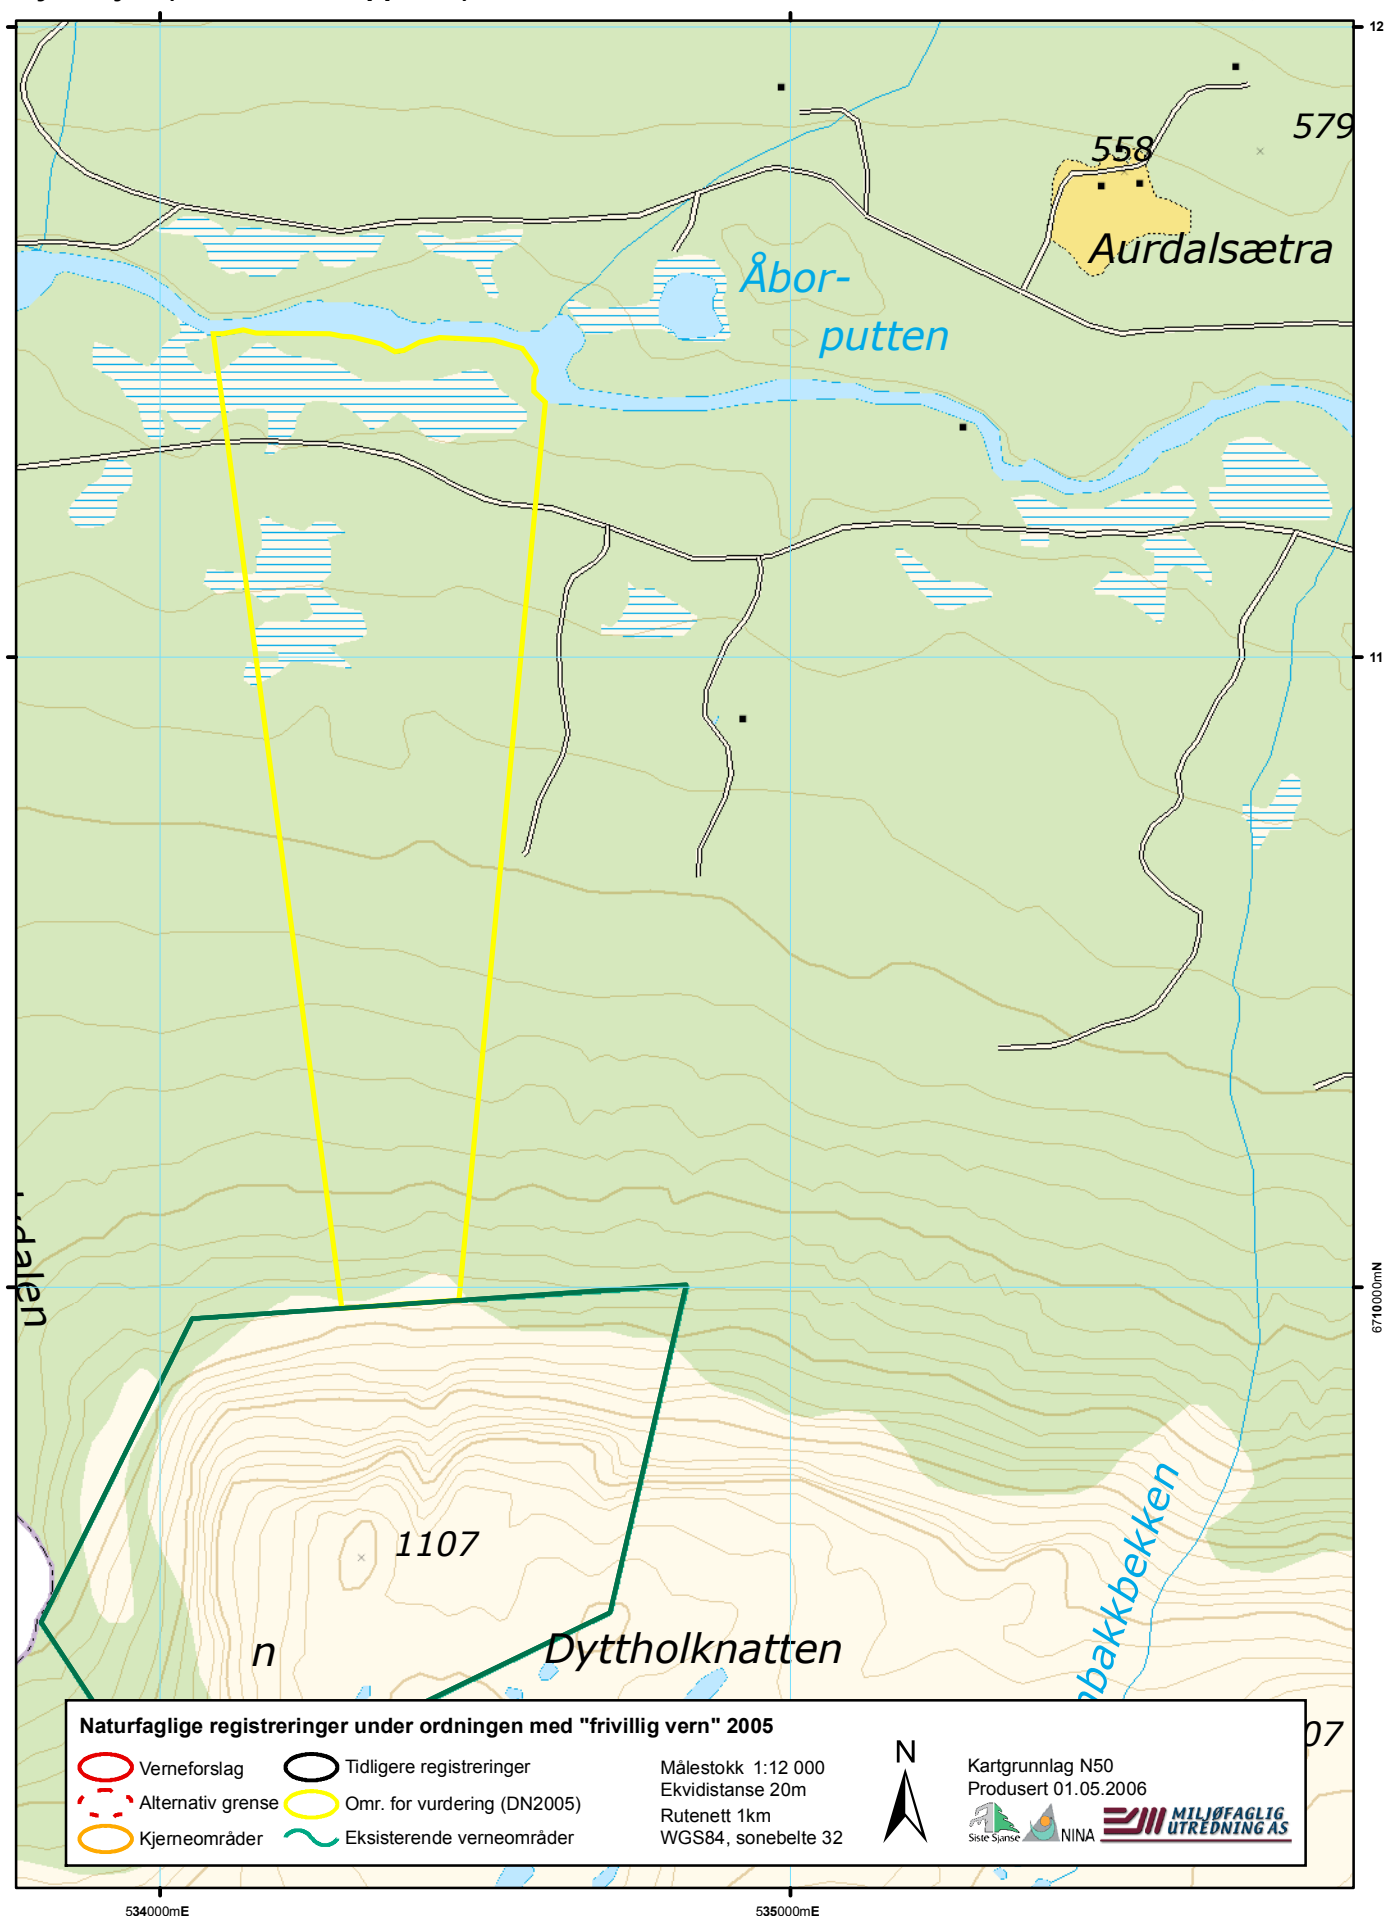 12
579
558
Aurdalsætra
Åbor-
putten
11
6710000mN
1107
n
Dyttholknatten
07
Naturfaglige registreringer under ordningen med "frivillig vern" 2005
Verneforslag
Alternativ grense
Kjerneområder
Tidligere registreringer
Omr. for vurdering (DN2005)
Eksisterende verneområder
Målestokk 1:12 000
Ekvidistanse 20m
Rutenett 1km
WGS84, sonebelte 32
N
Kartgrunnlag N50
Produsert 01.05.2006
Siste Sjanse
NINA
MILJØFAGLIG
UTREDNING AS
534000mE
535000mE